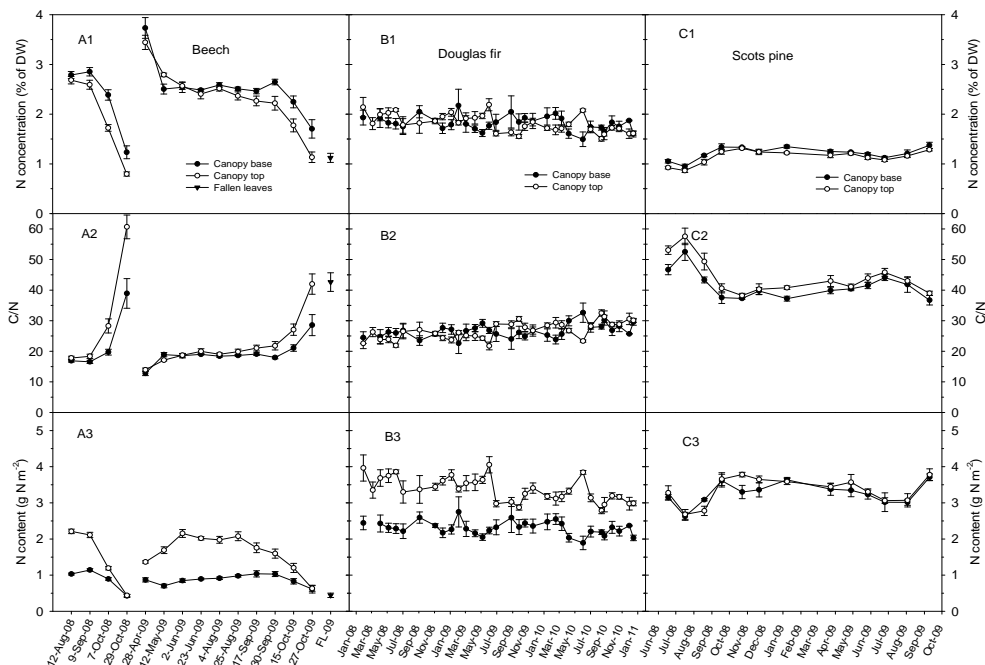 4
3
2
1
0
N concentration (% of DW)
A1
Beech
Canopy base
Canopy top
Fallen leaves
B1
Douglas fir
Canopy base
Canopy top
C1
Scots pine
Canopy base
Canopy top
4
3
2
1
0
N concentration (% of DW)
60
50
40
30
20
10
0
C/N
A2
B2
C2
60
50
40
30
20
10
0
C/N
5
4
3
2
1
0
N content (g N m-2)
A3
B3
C3
5
4
3
2
1
0
N content (g N m-2)
12-Aug-08
9-Sep-08
7-Oct-08
29-Oct-08
28-Apr-09
12-May-09
2-Jun-09
23-Jun-09
4-Aug-09
25-Aug-09
17-Sep-09
30-Sep-09
15-Oct-09
27-Oct-09
FL-09
Jan-08
Mar-08
May-08
Jul-08
Sep-08
Nov-08
Jan-09
Mar-09
May-09
Jul-09
Sep-09
Nov-09
Jan-10
Mar-10
May-10
Jul-10
Sep-10
Nov-10
Jan-11
Jun-08
Jul-08
Aug-08
Sep-08
Oct-08
Nov-08
Dec-08
Jan-09
Feb-09
Mar-09
Apr-09
May-09
Jun-09
Jul-09
Aug-09
Sep-09
Oct-09